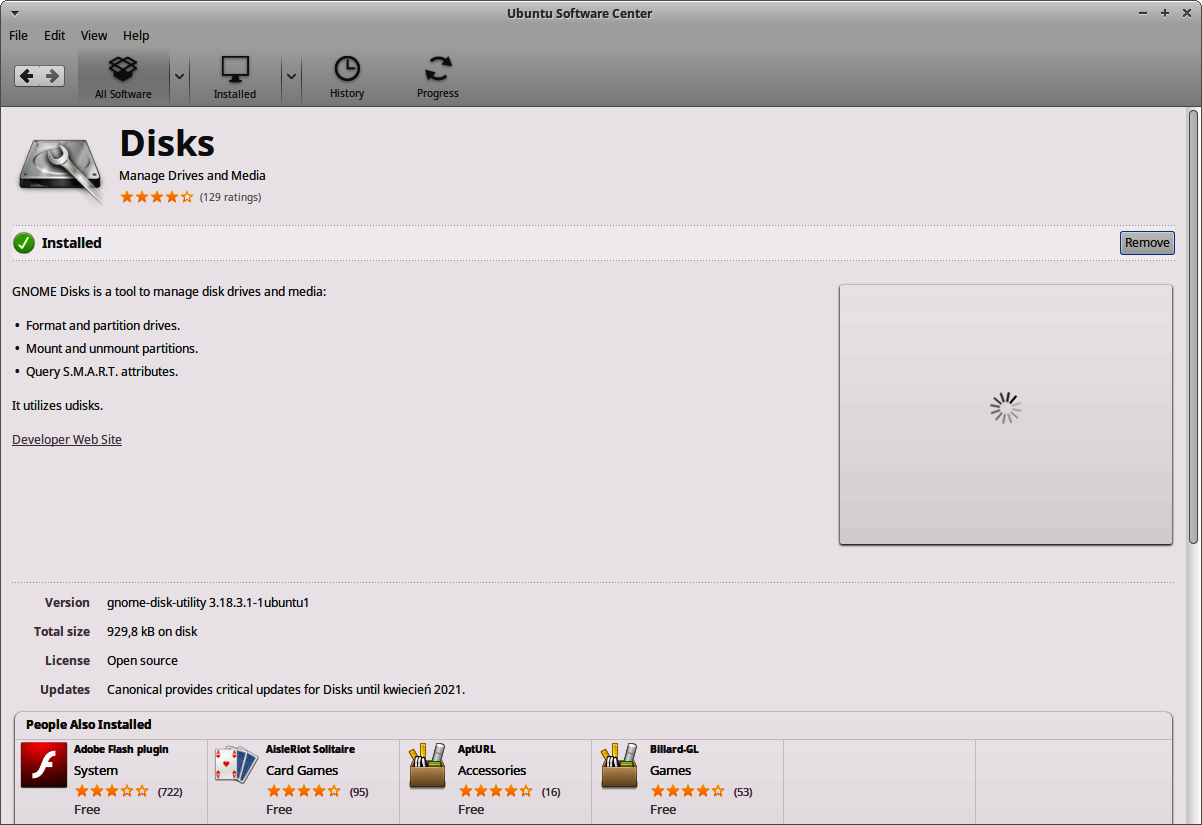 Ubuntu Software Center
File Edit View Help
All Software
Installed
History
Progress
Disks
Manage Drives and Media
(129 ratings)
Installed
Remove
GNOME Disks is a tool to manage disk drives and media:
• Format and partition drives.
• Mount and unmount partitions.
• Query S.M.A.R.T. attributes.
It utilizes udisks.
Developer Web Site
Version gnome-disk-utility 3.18.3.1-1ubuntu1
Total size 929,8 kB on disk
License Open source
Updates Canonical provides critical updates for Disks until kwiecień 2021.
People Also Installed
Adobe Flash plugin
System
(722)
Free
AisleRiot Solitaire
Card Games
(95)
Free
AptURL
Accessories
(16)
Free
Billard-GL
Games
(53)
Free